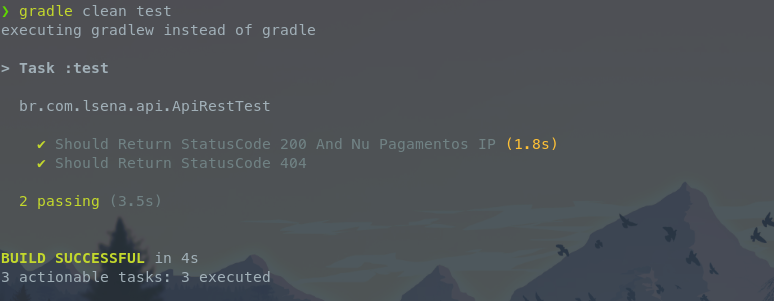 ❯ gradle clean test
executing gradlew instead of gradle
> Task :test
br.com.lsena.api.ApiRestTest
✔ Should Return StatusCode 200 And Nu Pagamentos IP (1.8s)
✔ Should Return StatusCode 404
2 passing (3.5s)
BUILD SUCCESSFUL in 4s
3 actionable tasks: 3 executed